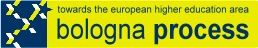 towards the european higher education area
bologna process